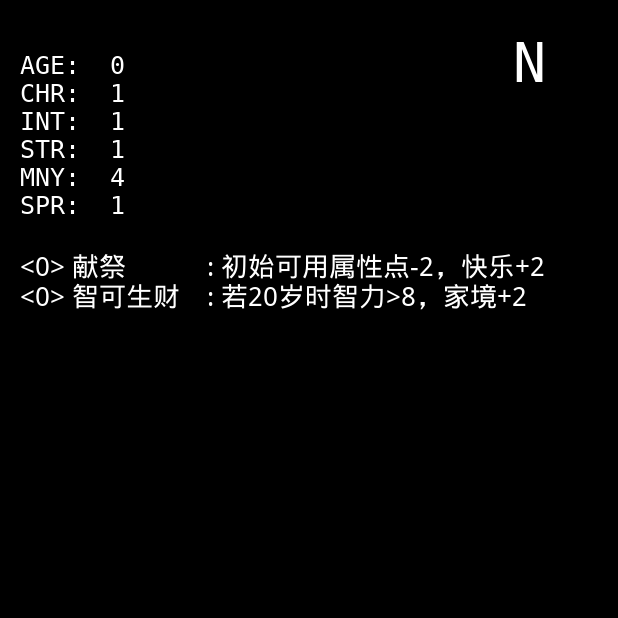 N
AGE: 0
CHR: 1
INT: 1
STR: 1
MNY: 4
SPR: 1
<O> 献祭 : 初始可用属性点-2，快乐+2
<O> 智可生财 : 若20岁时智力>8，家境+2